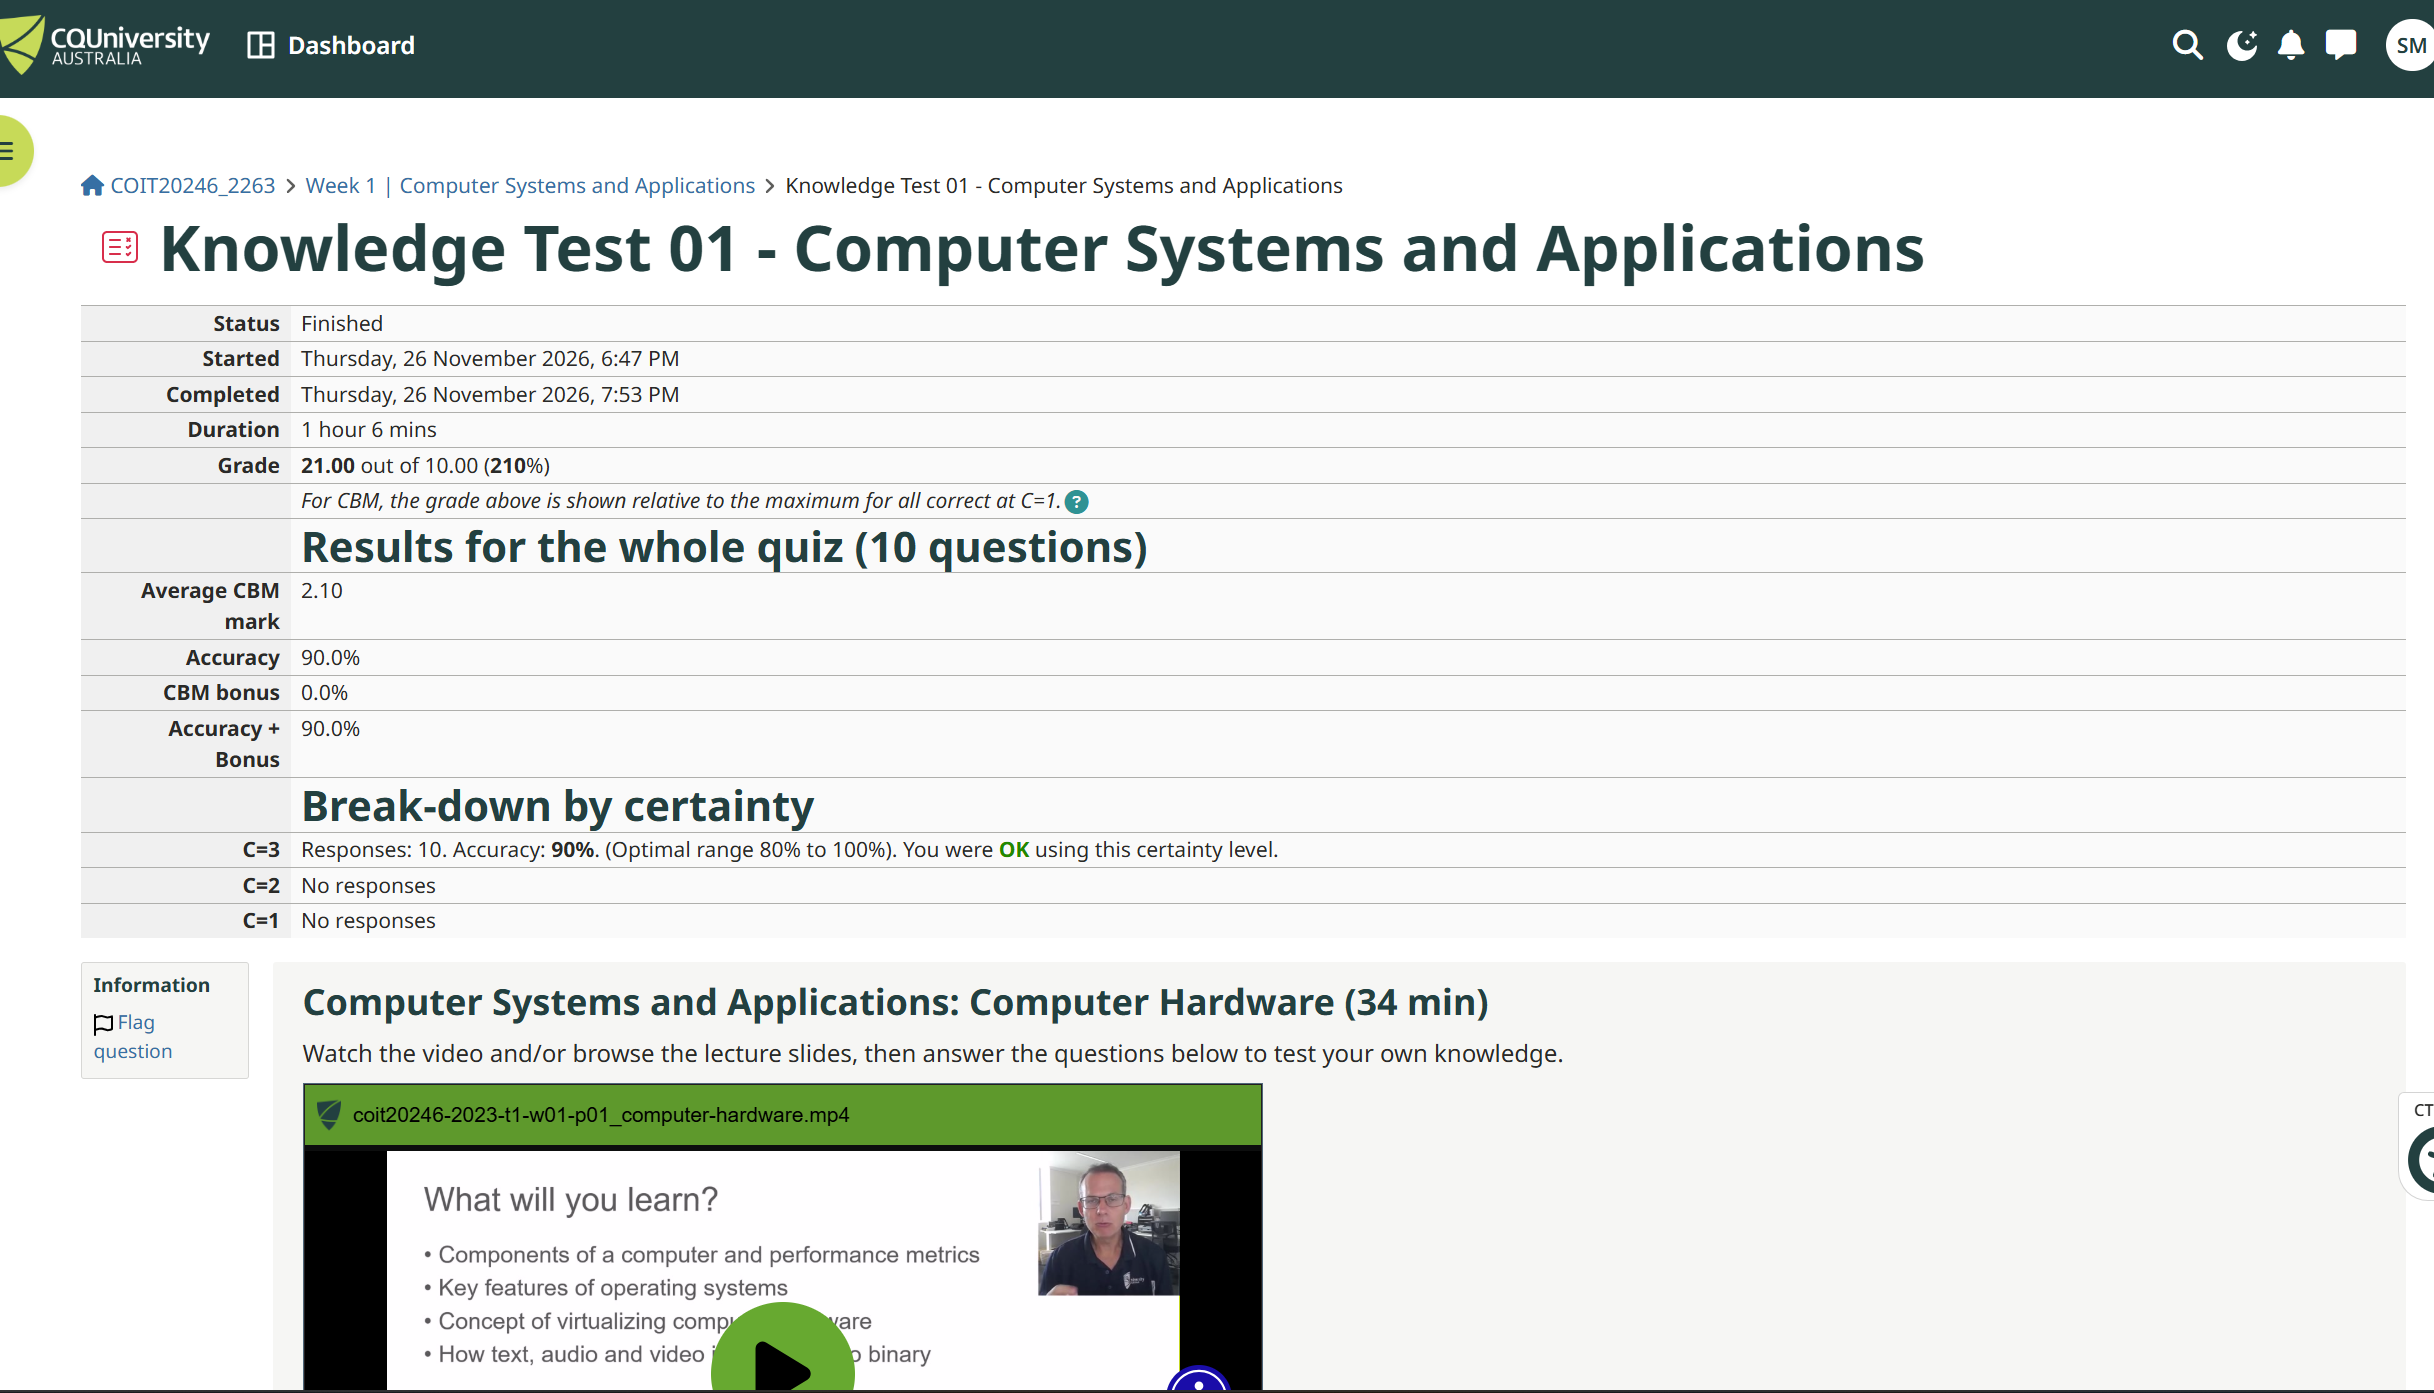 CQUniversity
AUSTRALIA
Dashboard
SM
COIT20246_2263 > Week 1 | Computer Systems and Applications > Knowledge Test 01 - Computer Systems and Applications
Knowledge Test 01 - Computer Systems and Applications
Status Finished
Started Thursday, 26 November 2026, 6:47 PM
Completed Thursday, 26 November 2026, 7:53 PM
Duration 1 hour 6 mins
Grade 21.00 out of 10.00 (210%)
For CBM, the grade above is shown relative to the maximum for all correct at C=1. ?
Results for the whole quiz (10 questions)
Average CBM 2.10
mark
Accuracy 90.0%
CBM bonus 0.0%
Accuracy + 90.0%
Bonus
Break-down by certainty
C=3 Responses: 10. Accuracy: 90%. (Optimal range 80% to 100%). You were OK using this certainty level.
C=2 No responses
C=1 No responses
Information
Flag
question
Computer Systems and Applications: Computer Hardware (34 min)
Watch the video and/or browse the lecture slides, then answer the questions below to test your own knowledge.
coit20246-2023-t1-w01-p01_computer-hardware.mp4
What will you learn?
• Components of a computer and performance metrics
• Key features of operating systems
• Concept of virtualizing
• How text, audio and video binary
CT